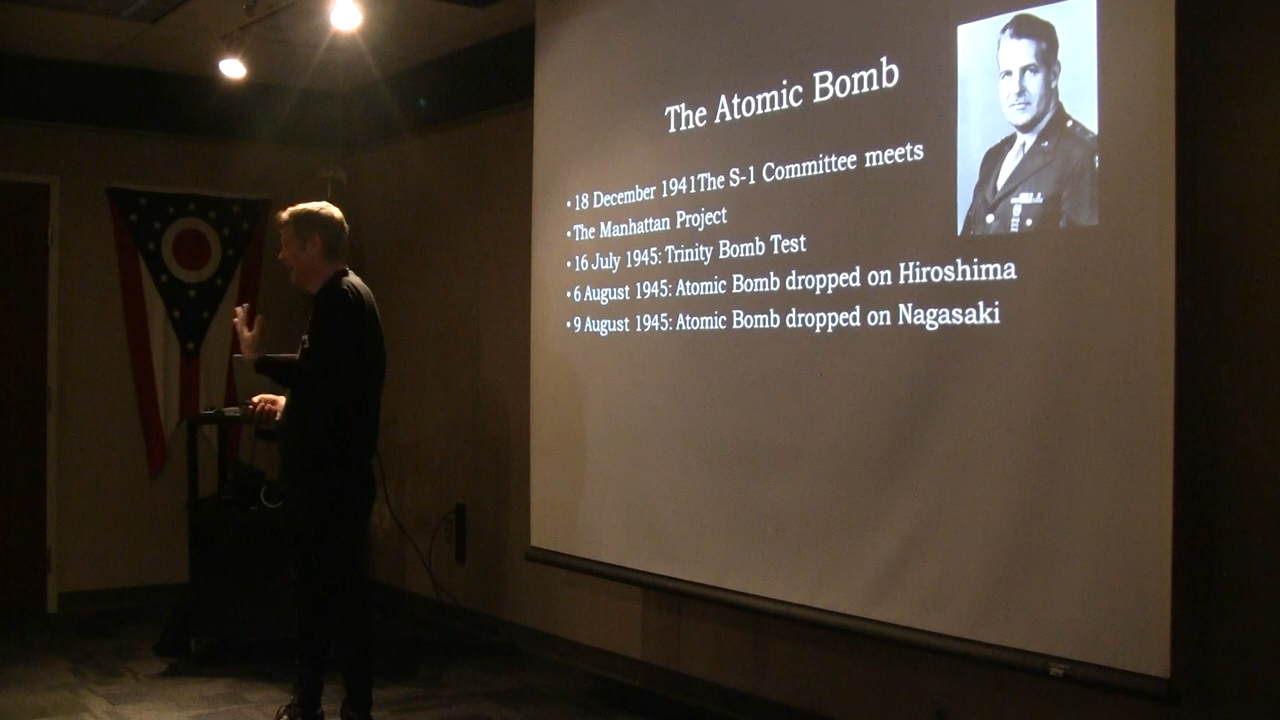 The Atomic Bomb
• 18 December 1941The S-1 Committee meets
• The Manhattan Project
• 16 July 1945: Trinity Bomb Test
• 6 August 1945: Atomic Bomb dropped on Hiroshima
• 9 August 1945: Atomic Bomb dropped on Nagasaki